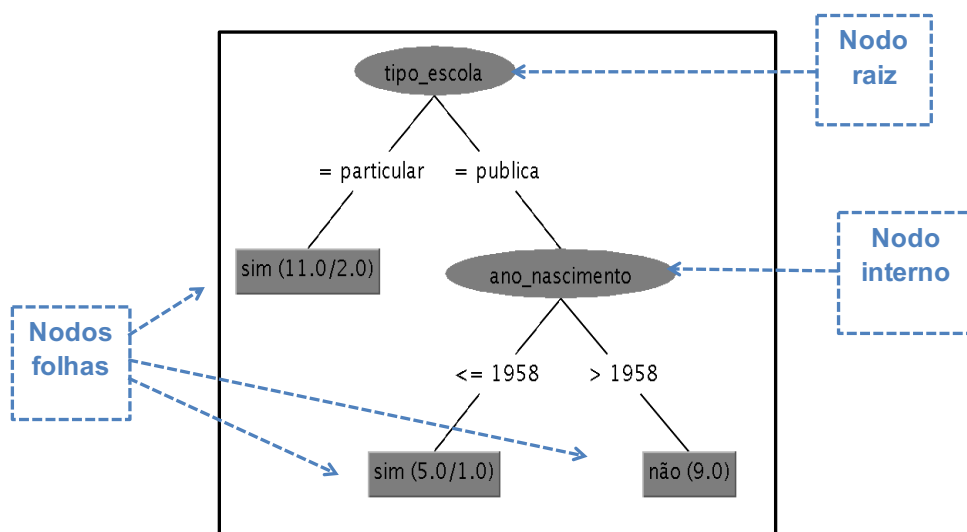 Nodo
raiz
tipo_escola
= particular
= publica
Nodo
interno
sim (11.0/2.0)
ano_nascimento
Nodos
folhas
<= 1958
> 1958
sim (5.0/1.0)
não (9.0)